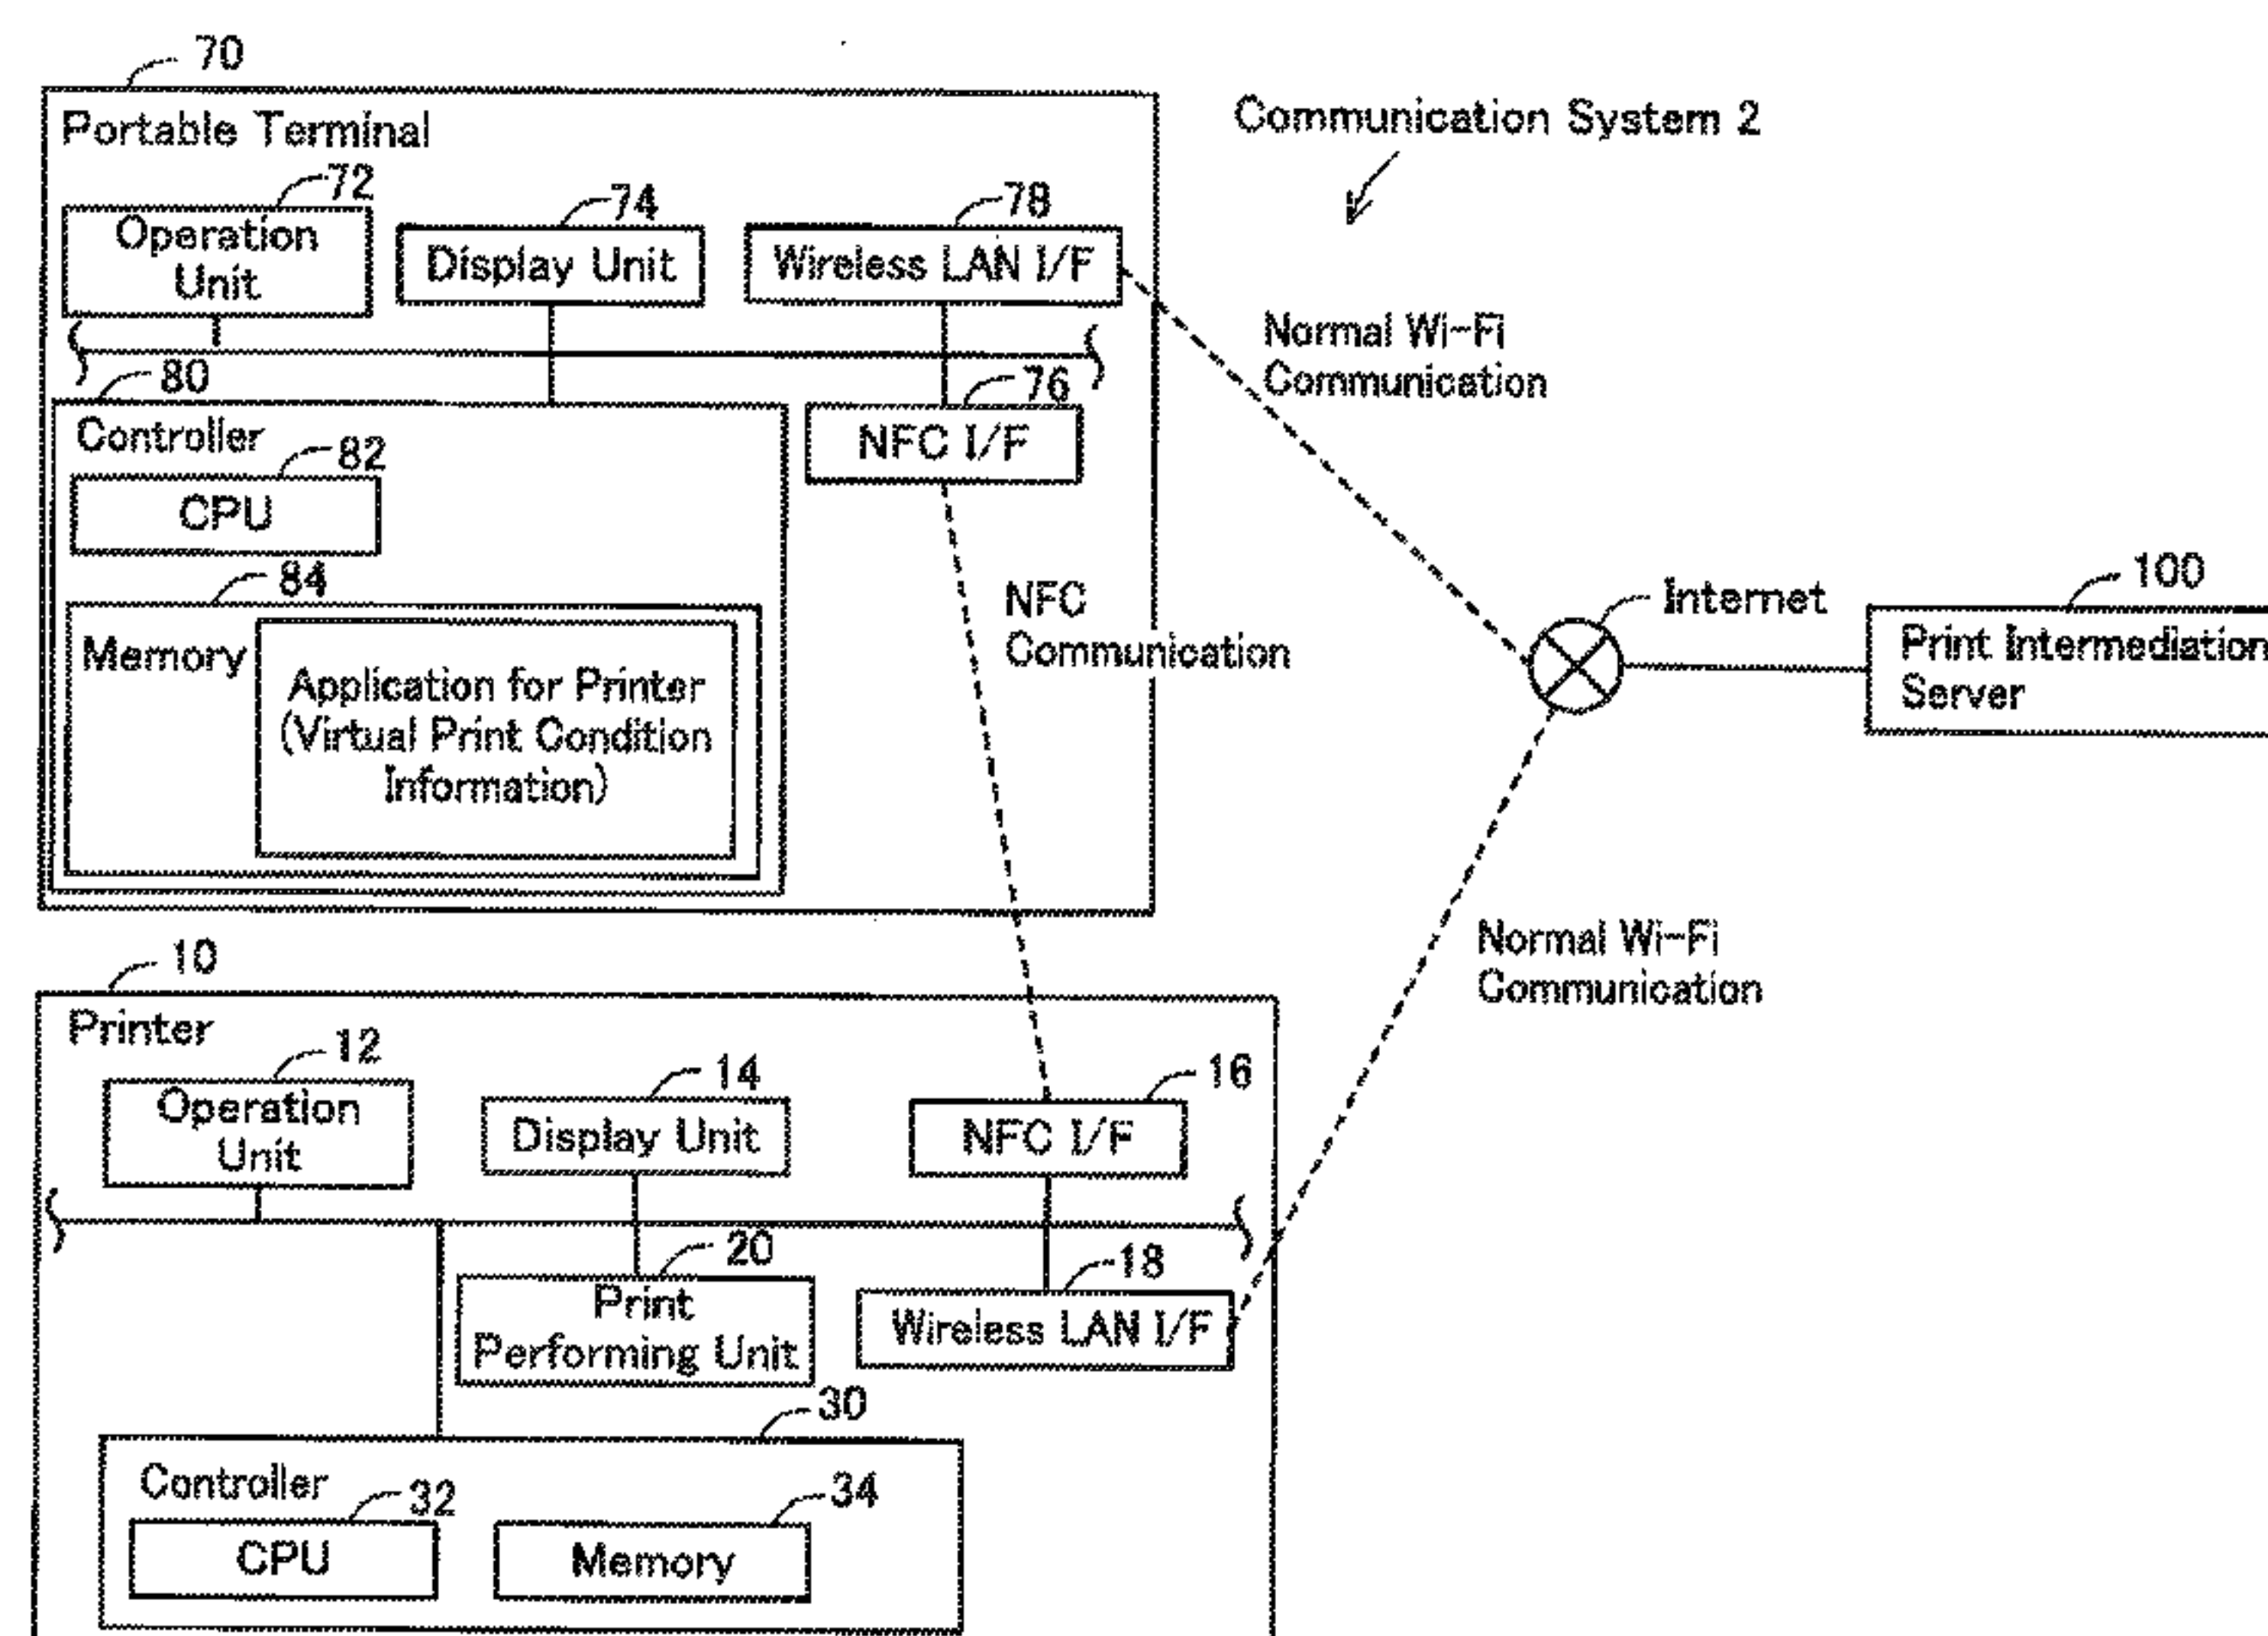 70
Portable Terminal
Communication System 2
72
Operation
Unit
74
Display Unit
78
Wireless LAN I/F
Normal Wi-Fi
Communication
80
Controller
76
NFC I/F
82
CPU
84
Memory
Application for Printer
(Virtual Print Condition
Information)
NFC
Communication
Internet
100
Print Intermediation
Server
Normal Wi-Fi
Communication
10
Printer
12
Operation
Unit
14
Display Unit
16
NFC I/F
20
Print
Performing Unit
18
Wireless LAN I/F
30
Controller
32
CPU
34
Memory